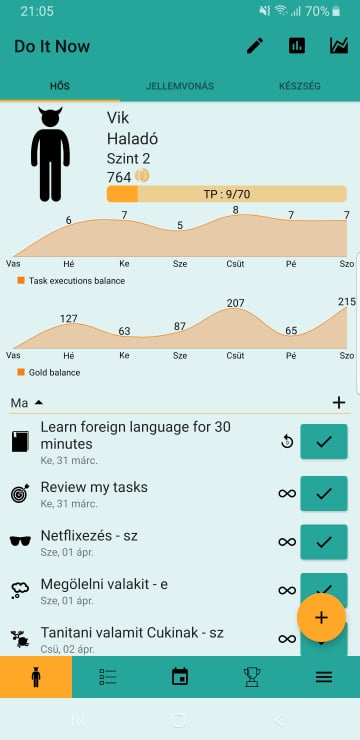 21:05
70%
Do It Now
HŐS
JELLEMVONÁS
KÉSZSÉG
Vik
Haladó
Szint 2
764
TP : 9/70
6 7 5 8 7 7
Vas Hé Ke Sze Csüt Pé Szo
Task executions balance
127 63 87 207 65 215
Vas Hé Ke Sze Csüt Pé Szo
Gold balance
Ma
Learn foreign language for 30
minutes
Ke, 31 márc.
Review my tasks
Ke, 31 márc.
Netflixezés - sz
Sze, 01 ápr.
Megölelni valakit - e
Sze, 01 ápr.
Tanitani valamit Cukinak - sz
Csü, 02 ápr.